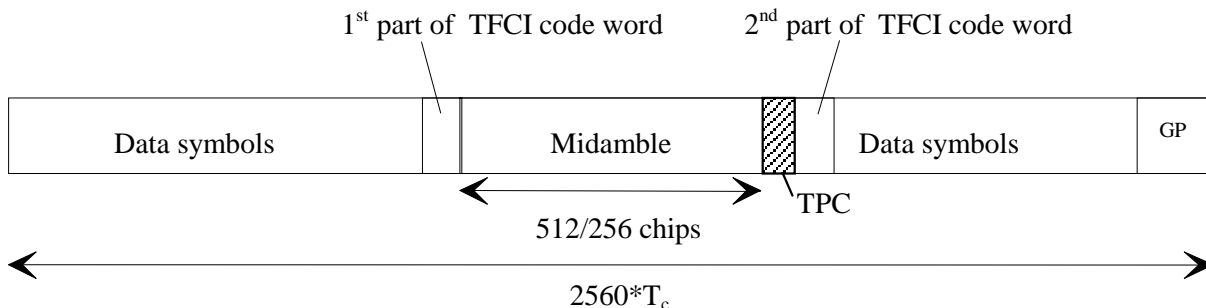 1st part of TFCI code word
2nd part of TFCI code word
Data symbols
Midamble
Data symbols
GP
TPC
512/256 chips
2560*Tc